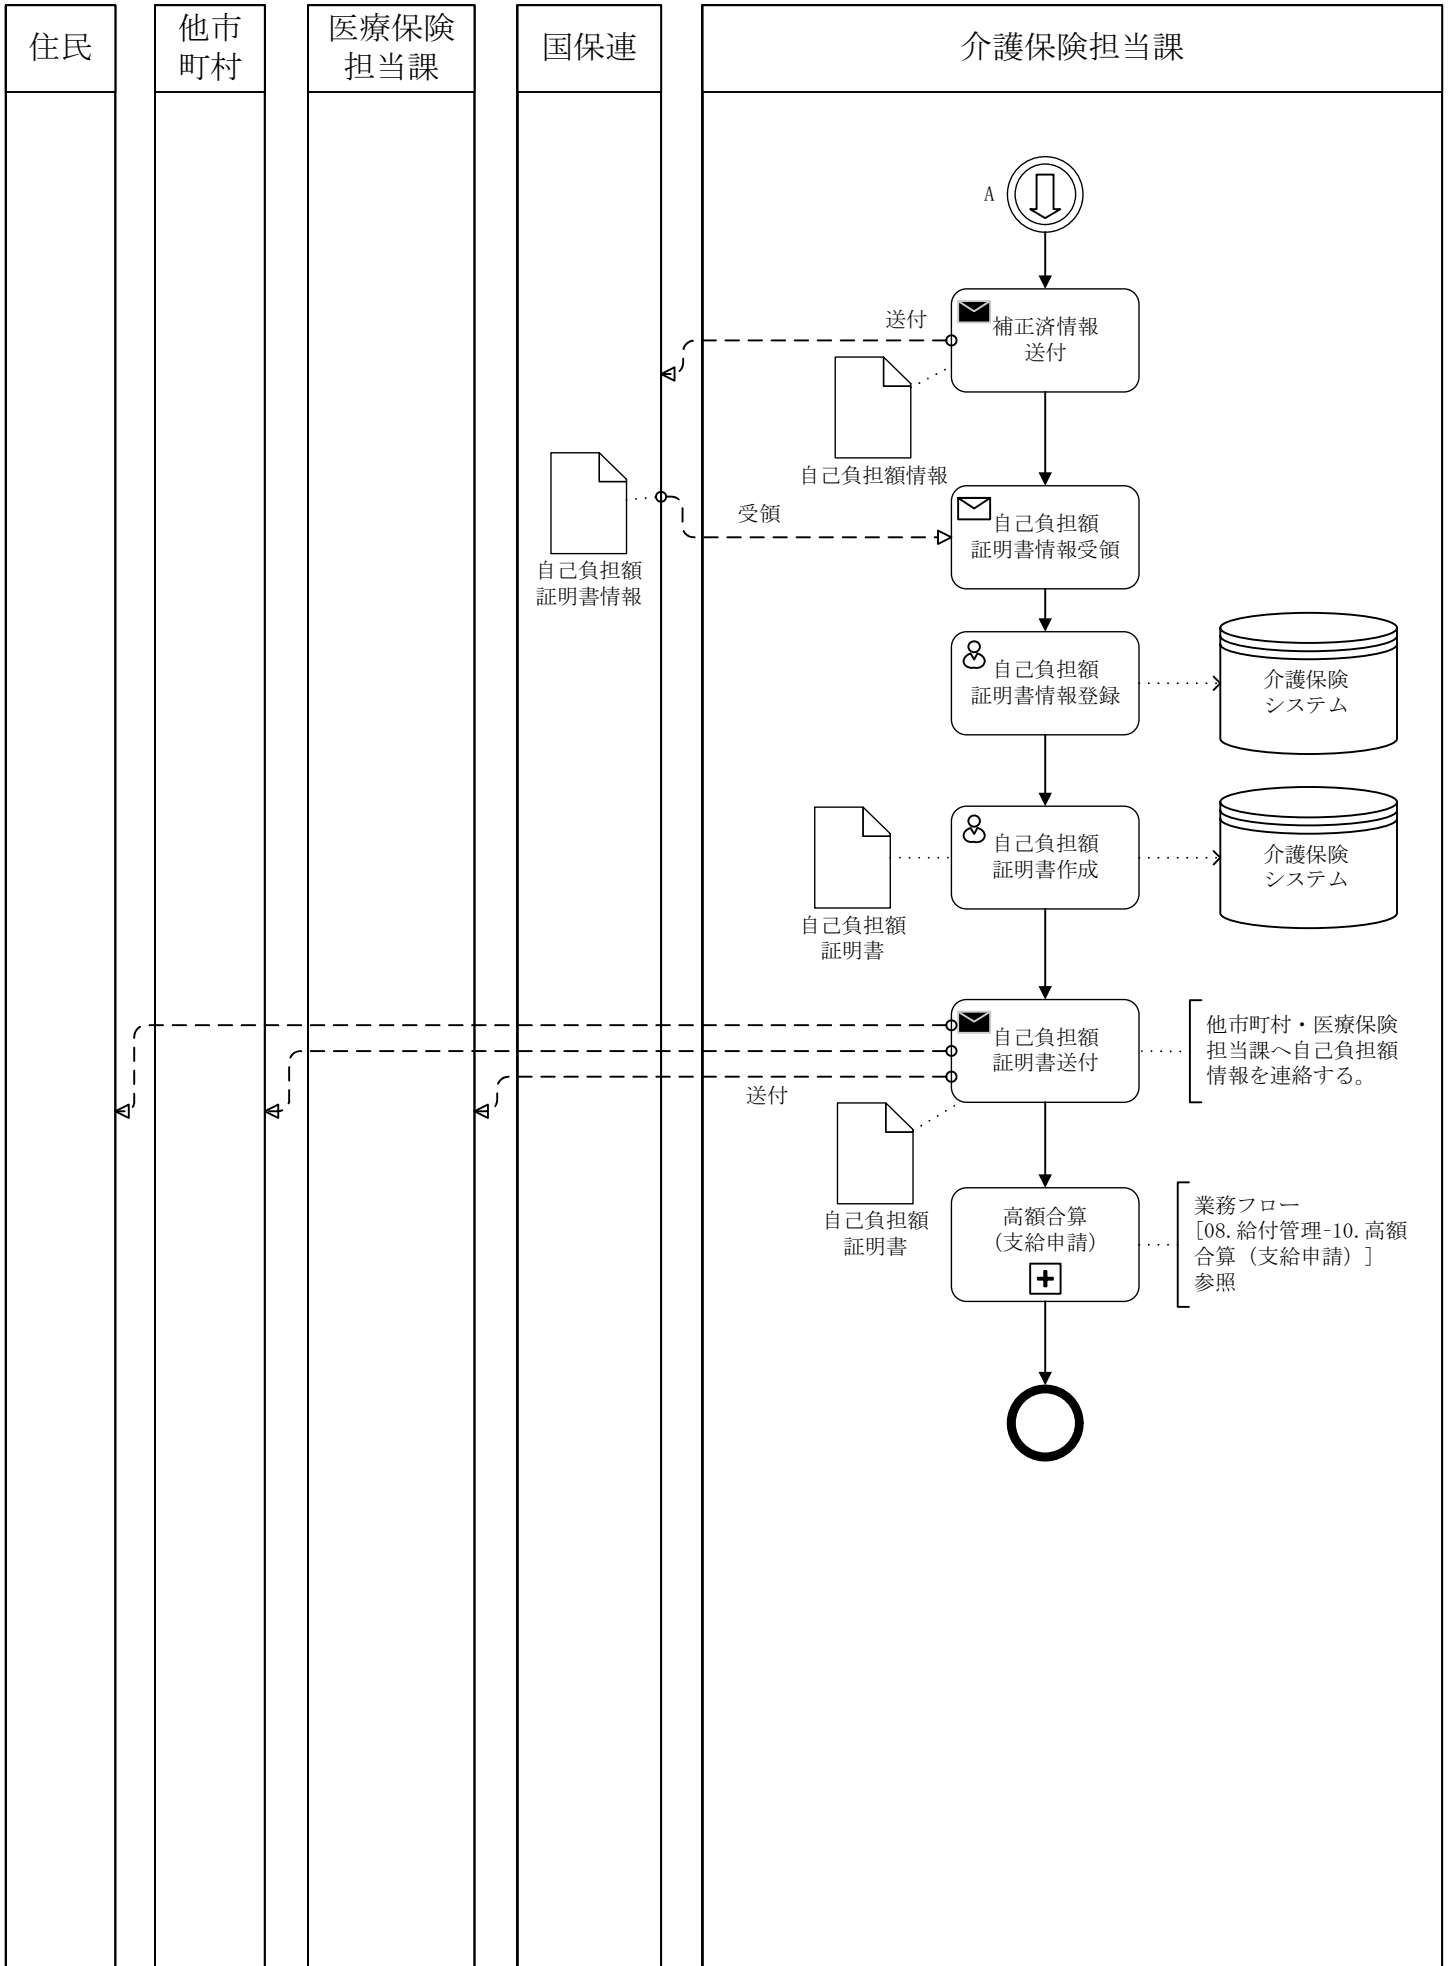 住民
他市
町村
医療保険
担当課
国保連
介護保険担当課
A
補正済情報
送付
送付
自己負担額情報
自己負担額
証明書情報
受領
自己負担額
証明書情報受領
自己負担額
証明書情報登録
介護保険
システム
自己負担額
証明書作成
介護保険
システム
自己負担額
証明書
自己負担額
証明書送付
他市町村・医療保険
担当課へ自己負担額
情報を連絡する。
送付
自己負担額
証明書
高額合算
（支給申請）
業務フロー
[08.給付管理-10.高額
合算（支給申請）]
参照